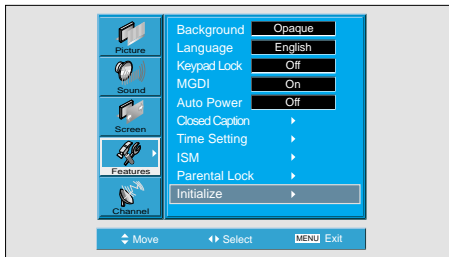 Picture
Sound
Screen
Features
Channel
Background Opaque
Language English
Keypad Lock Off
MGDI On
Auto Power Off
Closed Caption
Time Setting
ISM
Parental Lock
Initialize
Move Select MENU Exit